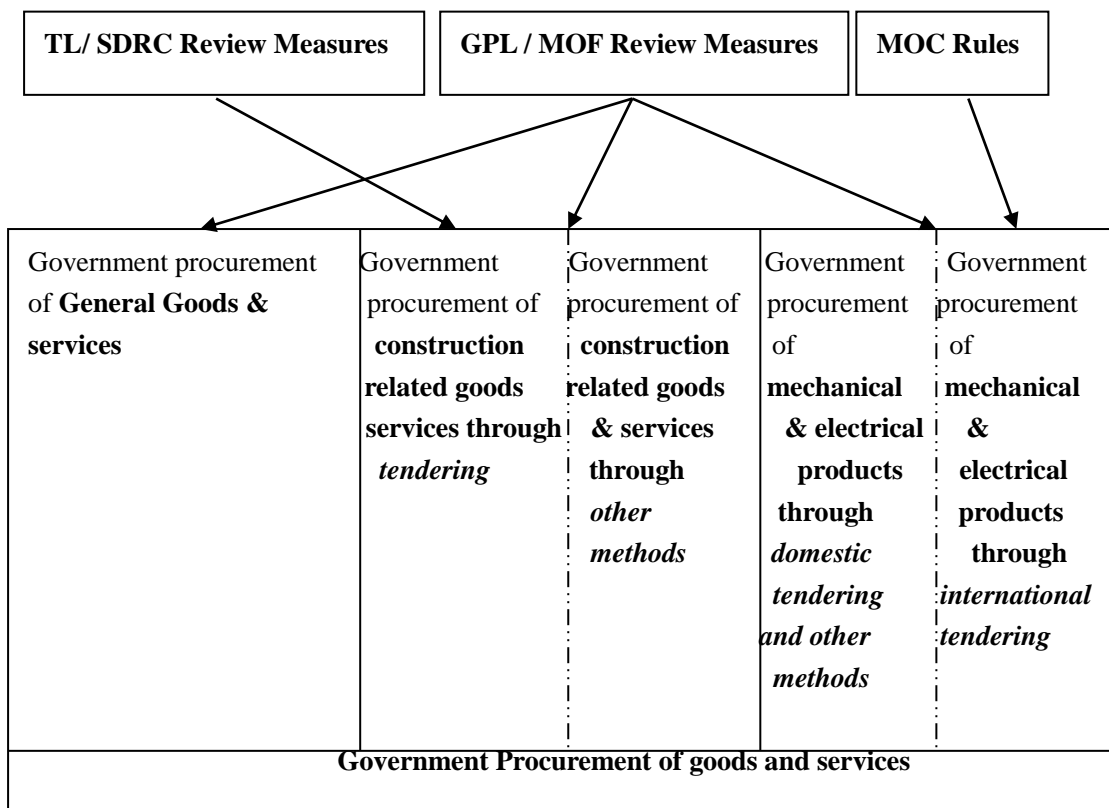 TL/ SDRC Review Measures
GPL / MOF Review Measures
MOC Rules
Government procurement
of General Goods &
services
Government
procurement of
construction
related goods
services through
tendering
Government
procurement of
construction
related goods
& services
through
other
methods
Government
procurement
of
mechanical
& electrical
products
through
domestic
tendering
and other
methods
Government
procurement
of
mechanical
&
electrical
products
through
international
tendering
Government Procurement of goods and services